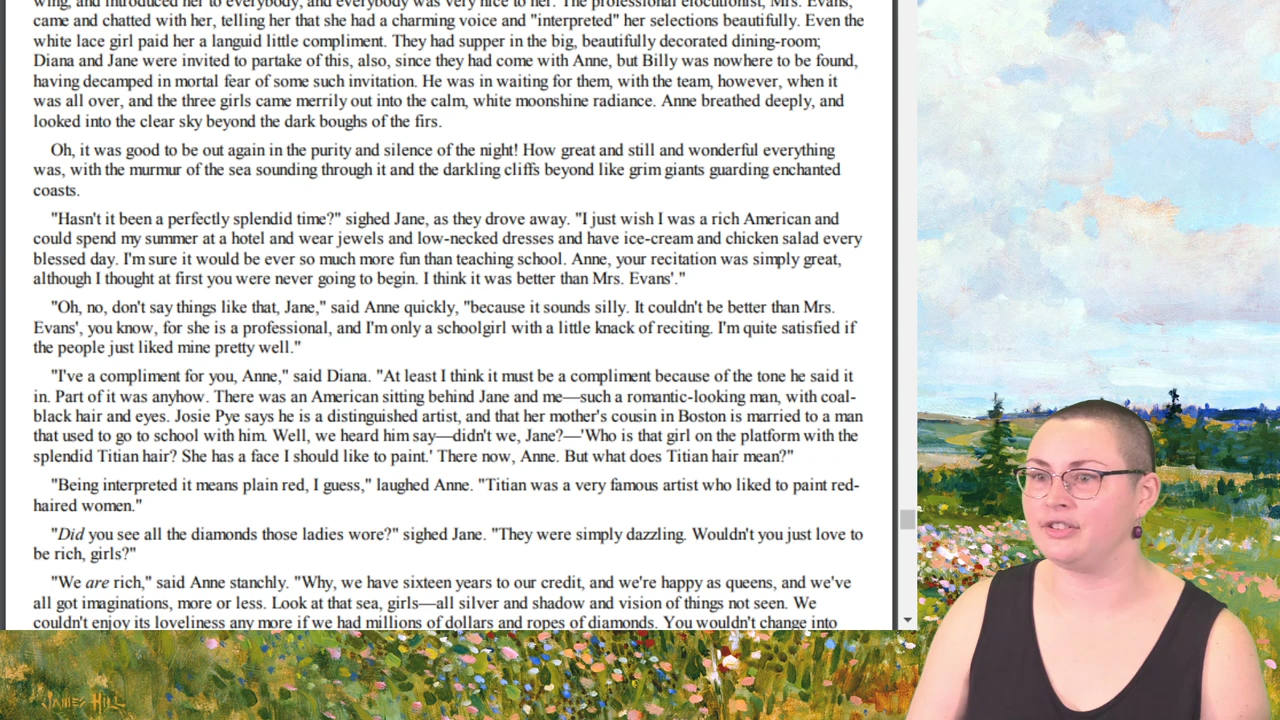 wing, and introduced her to everybody, and everybody was very nice to her. The professional elocutionist, Mrs. Evans,
came and chatted with her, telling her that she had a charming voice and "interpreted" her selections beautifully. Even the
white lace girl paid her a languid little compliment. They had supper in the big, beautifully decorated dining-room;
Diana and Jane were invited to partake of this, also, since they had come with Anne, but Billy was nowhere to be found,
having decamped in mortal fear of some such invitation. He was in waiting for them, with the team, however, when it
was all over, and the three girls came merrily out into the calm, white moonshine radiance. Anne breathed deeply, and
looked into the clear sky beyond the dark boughs of the firs.
Oh, it was good to be out again in the purity and silence of the night! How great and still and wonderful everything
was, with the murmur of the sea sounding through it and the darkling cliffs beyond like grim giants guarding enchanted
coasts.
"Hasn't it been a perfectly splendid time?" sighed Jane, as they drove away. "I just wish I was a rich American and
could spend my summer at a hotel and wear jewels and low-necked dresses and have ice-cream and chicken salad every
blessed day. I'm sure it would be ever so much more fun than teaching school. Anne, your recitation was simply great,
although I thought at first you were never going to begin. I think it was better than Mrs. Evans'."
"Oh, no, don't say things like that, Jane," said Anne quickly, "because it sounds silly. It couldn't be better than Mrs.
Evans', you know, for she is a professional, and I'm only a schoolgirl with a little knack of reciting. I'm quite satisfied if
the people just liked mine pretty well."
"I've a compliment for you, Anne," said Diana. "At least I think it must be a compliment because of the tone he said it
in. Part of it was anyhow. There was an American sitting behind Jane and me—such a romantic-looking man, with coal-
black hair and eyes. Josie Pye says he is a distinguished artist, and that her mother's cousin in Boston is married to a man
that used to go to school with him. Well, we heard him say—didn't we, Jane?—'Who is that girl on the platform with the
splendid Titian hair? She has a face I should like to paint.' There now, Anne. But what does Titian hair mean?"
"Being interpreted it means plain red, I guess," laughed Anne. "Titian was a very famous artist who liked to paint red-
haired women."
"Did you see all the diamonds those ladies wore?" sighed Jane. "They were simply dazzling. Wouldn't you just love to
be rich, girls?"
"We are rich," said Anne stanchly. "Why, we have sixteen years to our credit, and we're happy as queens, and we've
all got imaginations, more or less. Look at that sea, girls—all silver and shadow and vision of things not seen. We
couldn't enjoy its loveliness any more if we had millions of dollars and ropes of diamonds. You wouldn't change into
JAMES HILL